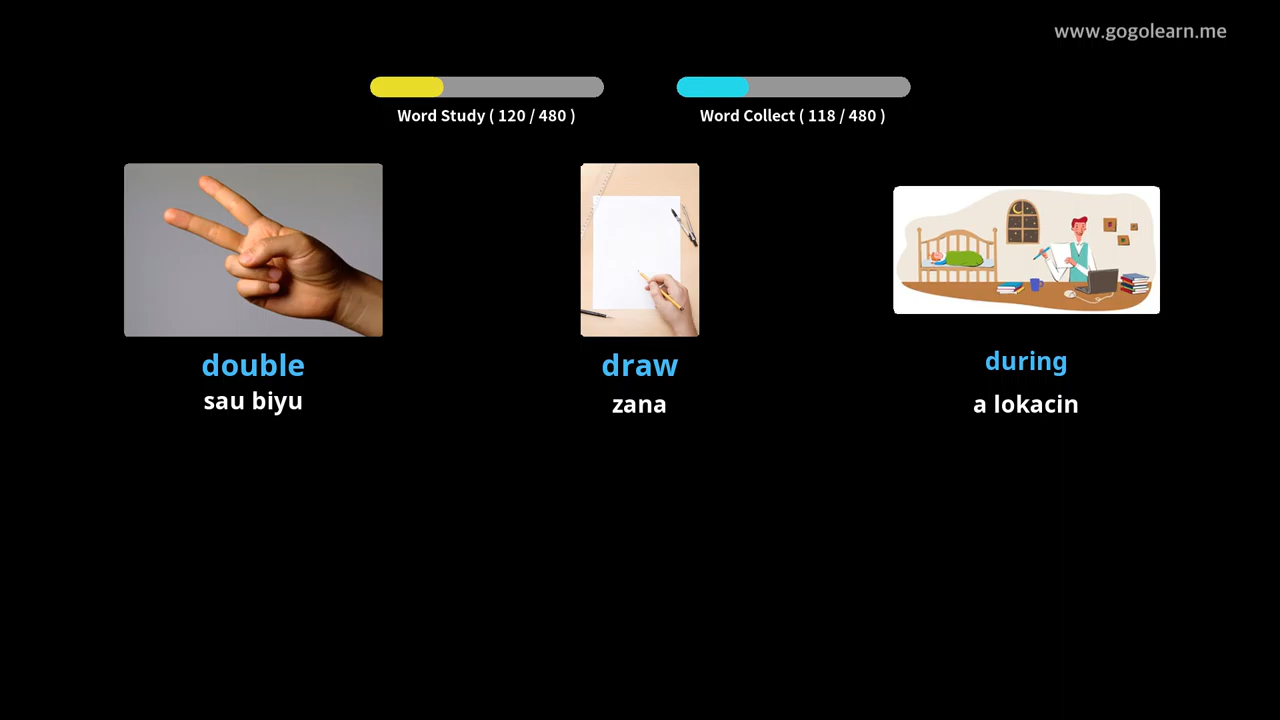 www.gogolearn.me
Word Study ( 120 / 480 )
Word Collect ( 118 / 480 )
double
sau biyu
draw
zana
during
a lokacin